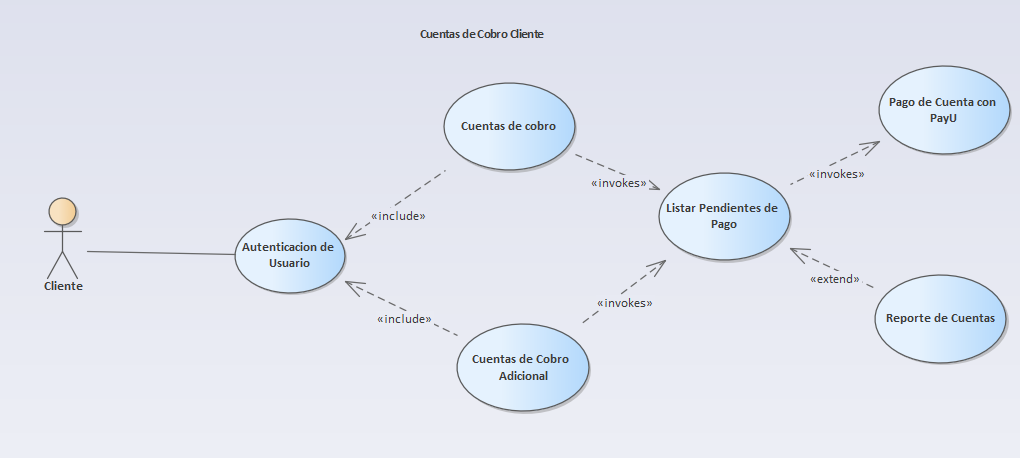 Cuentas de Cobro Cliente
Cuentas de cobro
Pago de Cuenta con
PayU
«invokes»
«invokes»
Listar Pendientes de
Pago
«include»
Autenticacion de
Usuario
Cliente
«include»
«invokes»
«extend»
Reporte de Cuentas
Cuentas de Cobro
Adicional